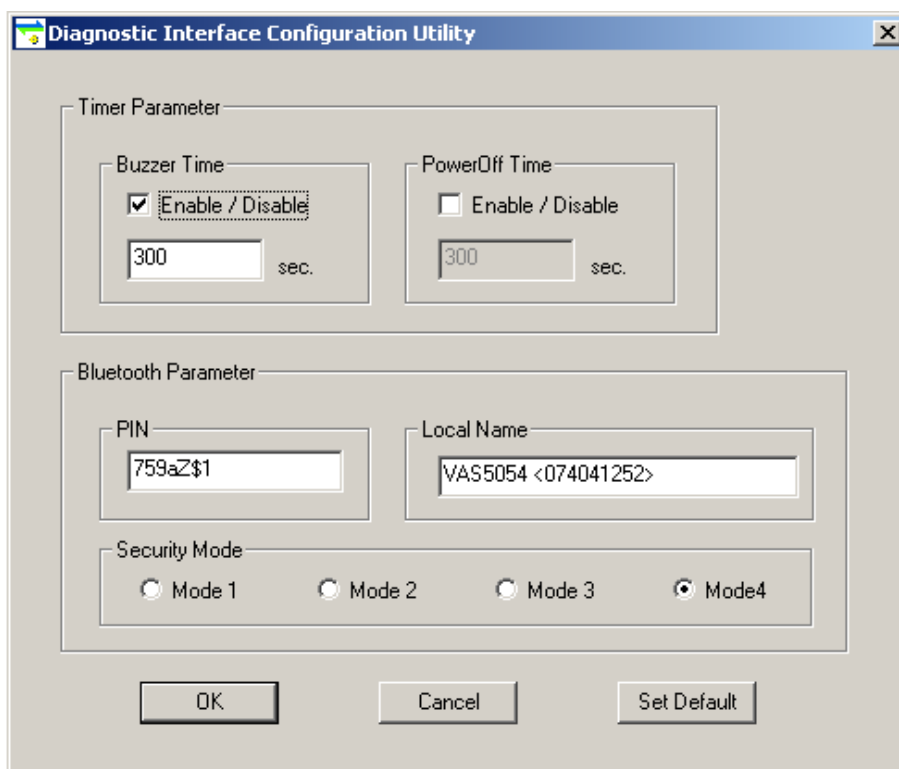 Diagnostic Interface Configuration Utility
Timer Parameter
Buzzer Time
Enable / Disable
300 sec.
PowerOff Time
Enable / Disable
300 sec.
Bluetooth Parameter
PIN
759aZ$1
Local Name
VAS5054 <074041252>
Security Mode
Mode 1 Mode 2 Mode 3 Mode4
OK Cancel Set Default